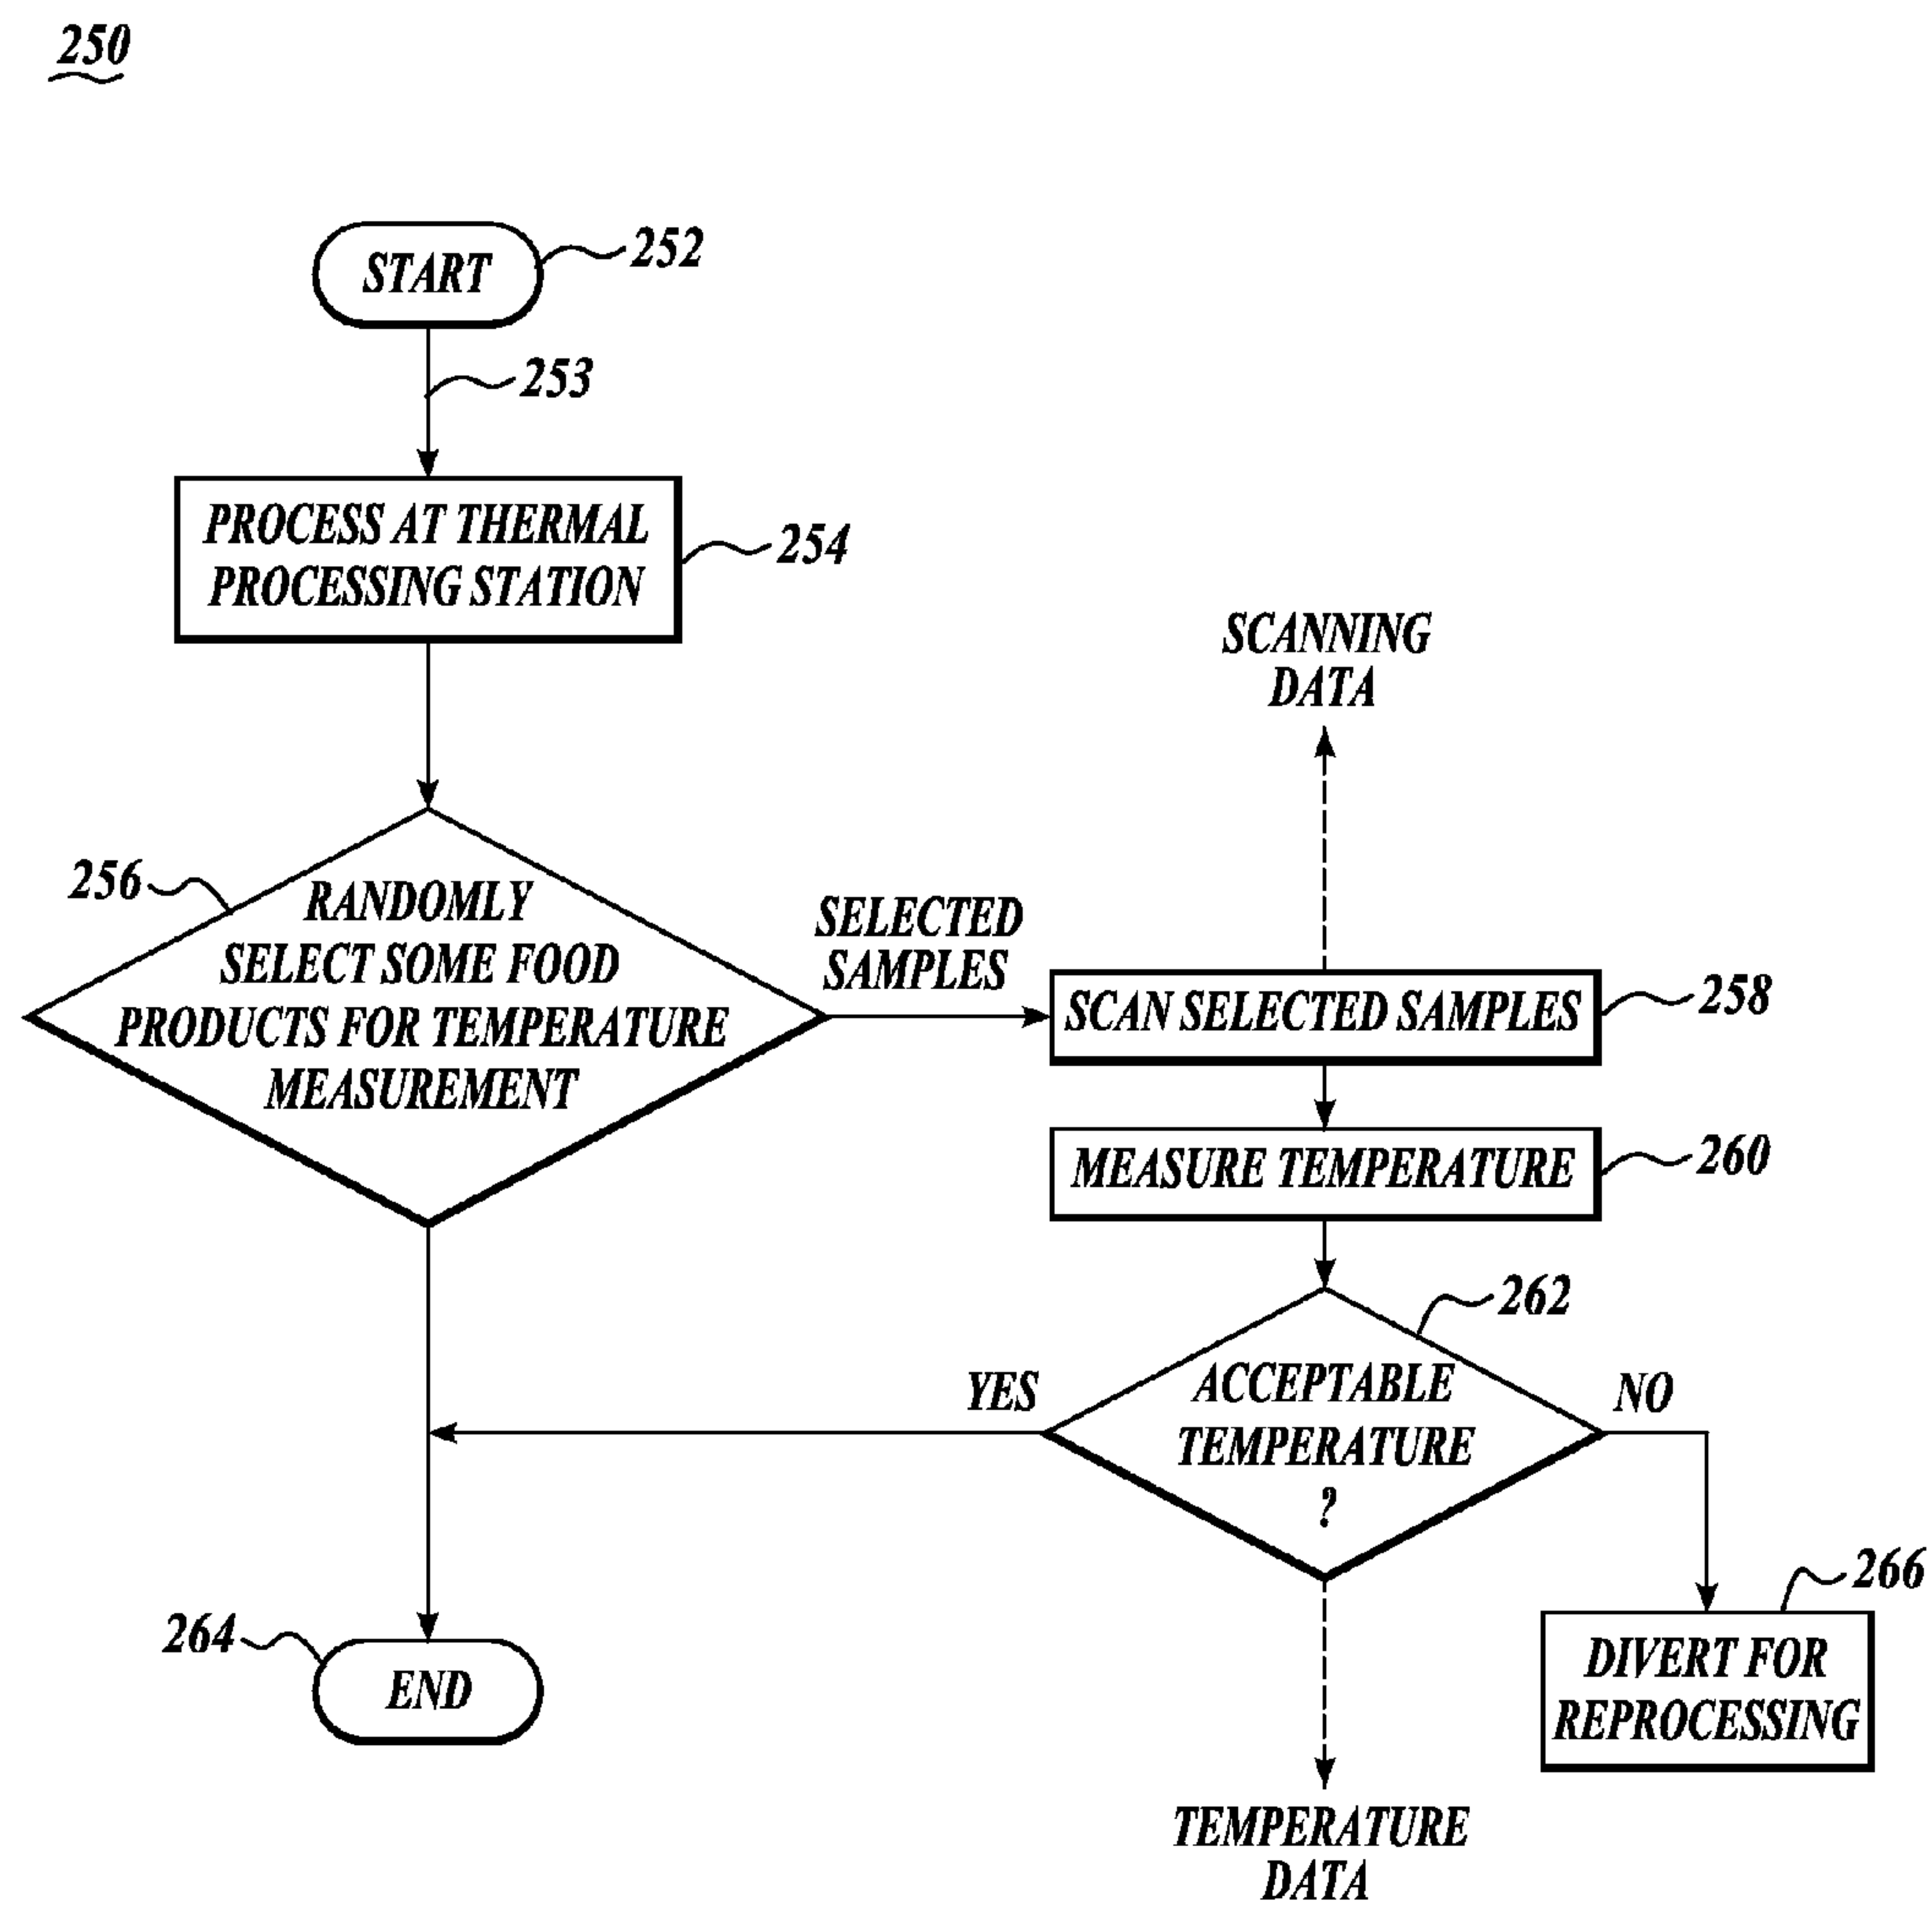 250
START
252
253
PROCESS AT THERMAL
PROCESSING STATION
254
SCANNING
DATA
256
RANDOMLY
SELECT SOME FOOD
PRODUCTS FOR TEMPERATURE
MEASUREMENT
SELECTED
SAMPLES
SCAN SELECTED SAMPLES
258
MEASURE TEMPERATURE
260
262
ACCEPTABLE
TEMPERATURE
?
YES
NO
266
DIVERT FOR
REPROCESSING
264
END
TEMPERATURE
DATA